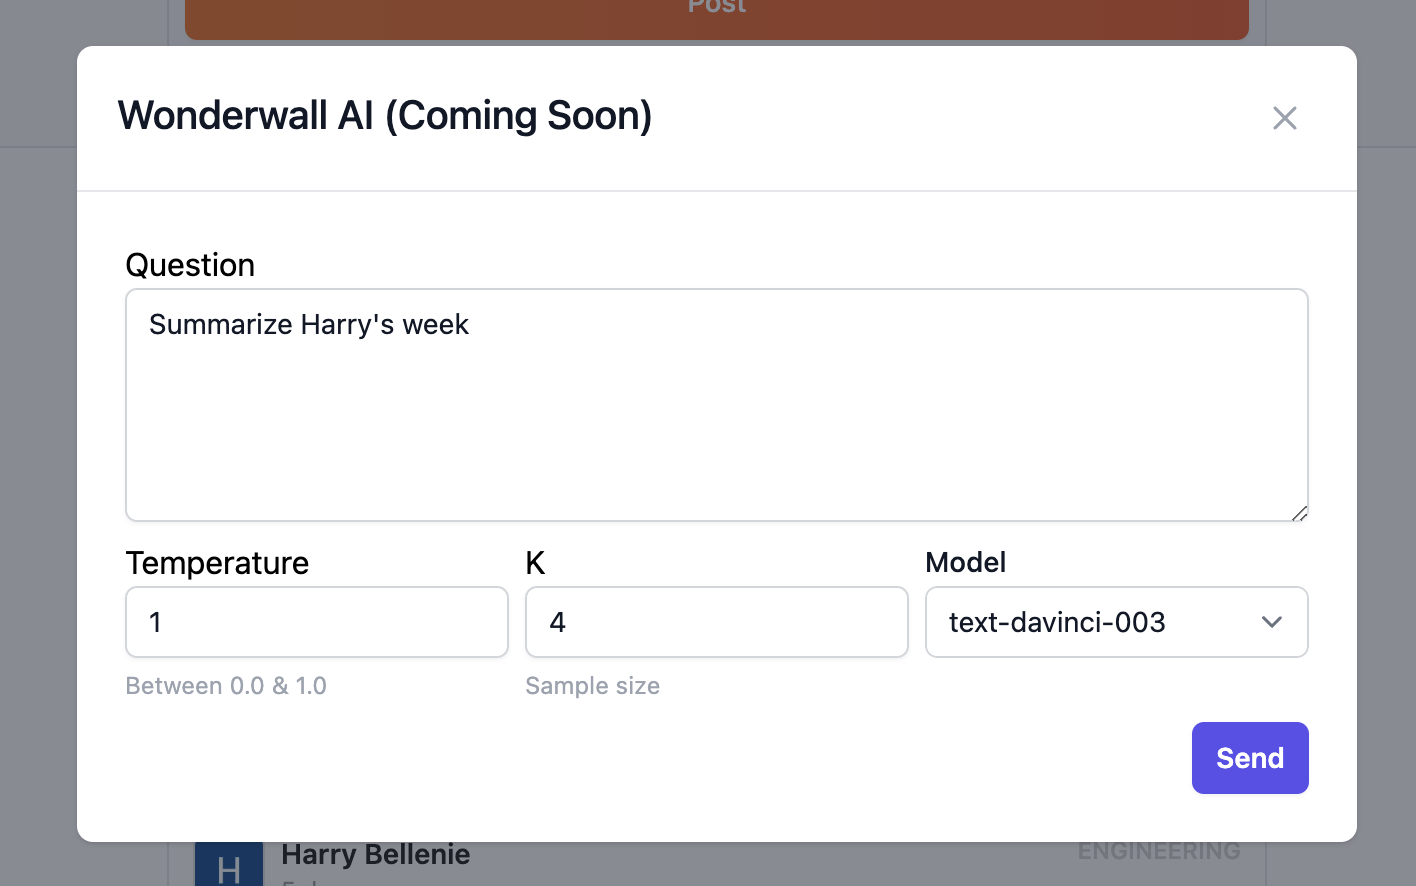 Post
Wonderwall AI (Coming Soon)
Question
Summarize Harry's week
Temperature
K
Model
1
4
text-davinci-003
Between 0.0 & 1.0
Sample size
Send
H
Harry Bellenie
ENGINEERING